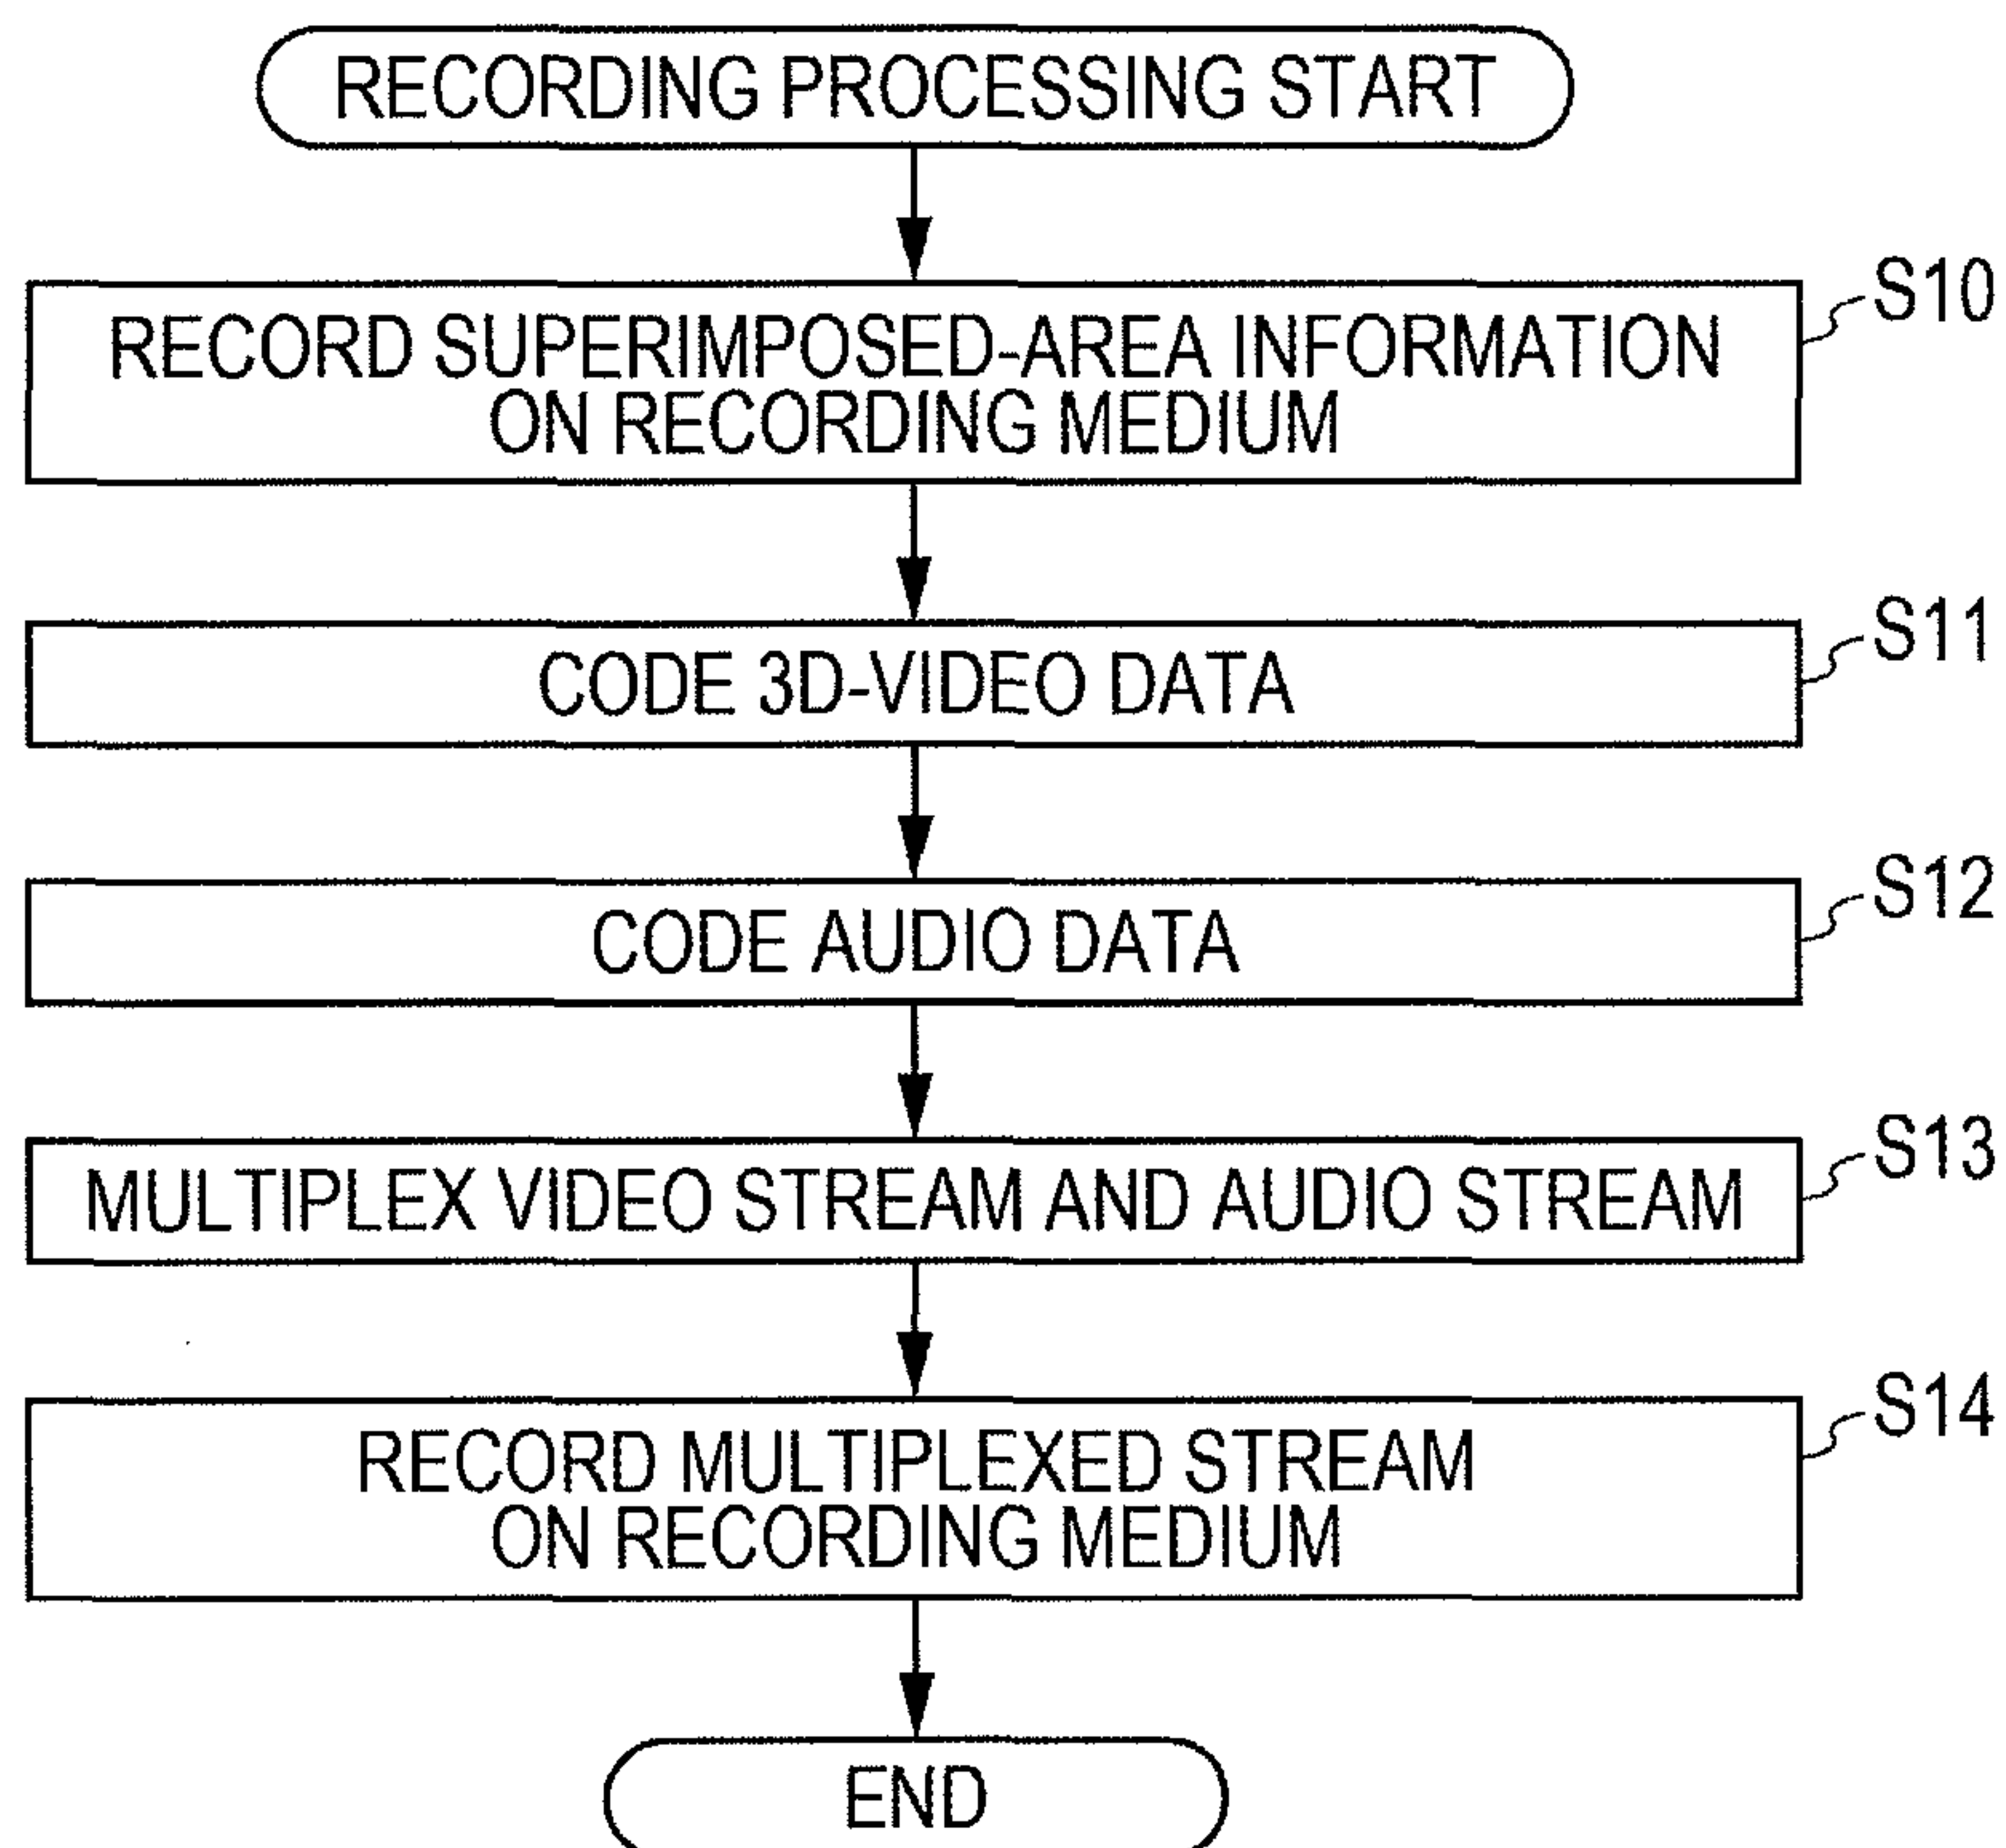 RECORDING PROCESSING START
S10
RECORD SUPERIMPOSED-AREA INFORMATION
ON RECORDING MEDIUM
S11
CODE 3D-VIDEO DATA
S12
CODE AUDIO DATA
S13
MULTIPLEX VIDEO STREAM AND AUDIO STREAM
S14
RECORD MULTIPLEXED STREAM
ON RECORDING MEDIUM
END